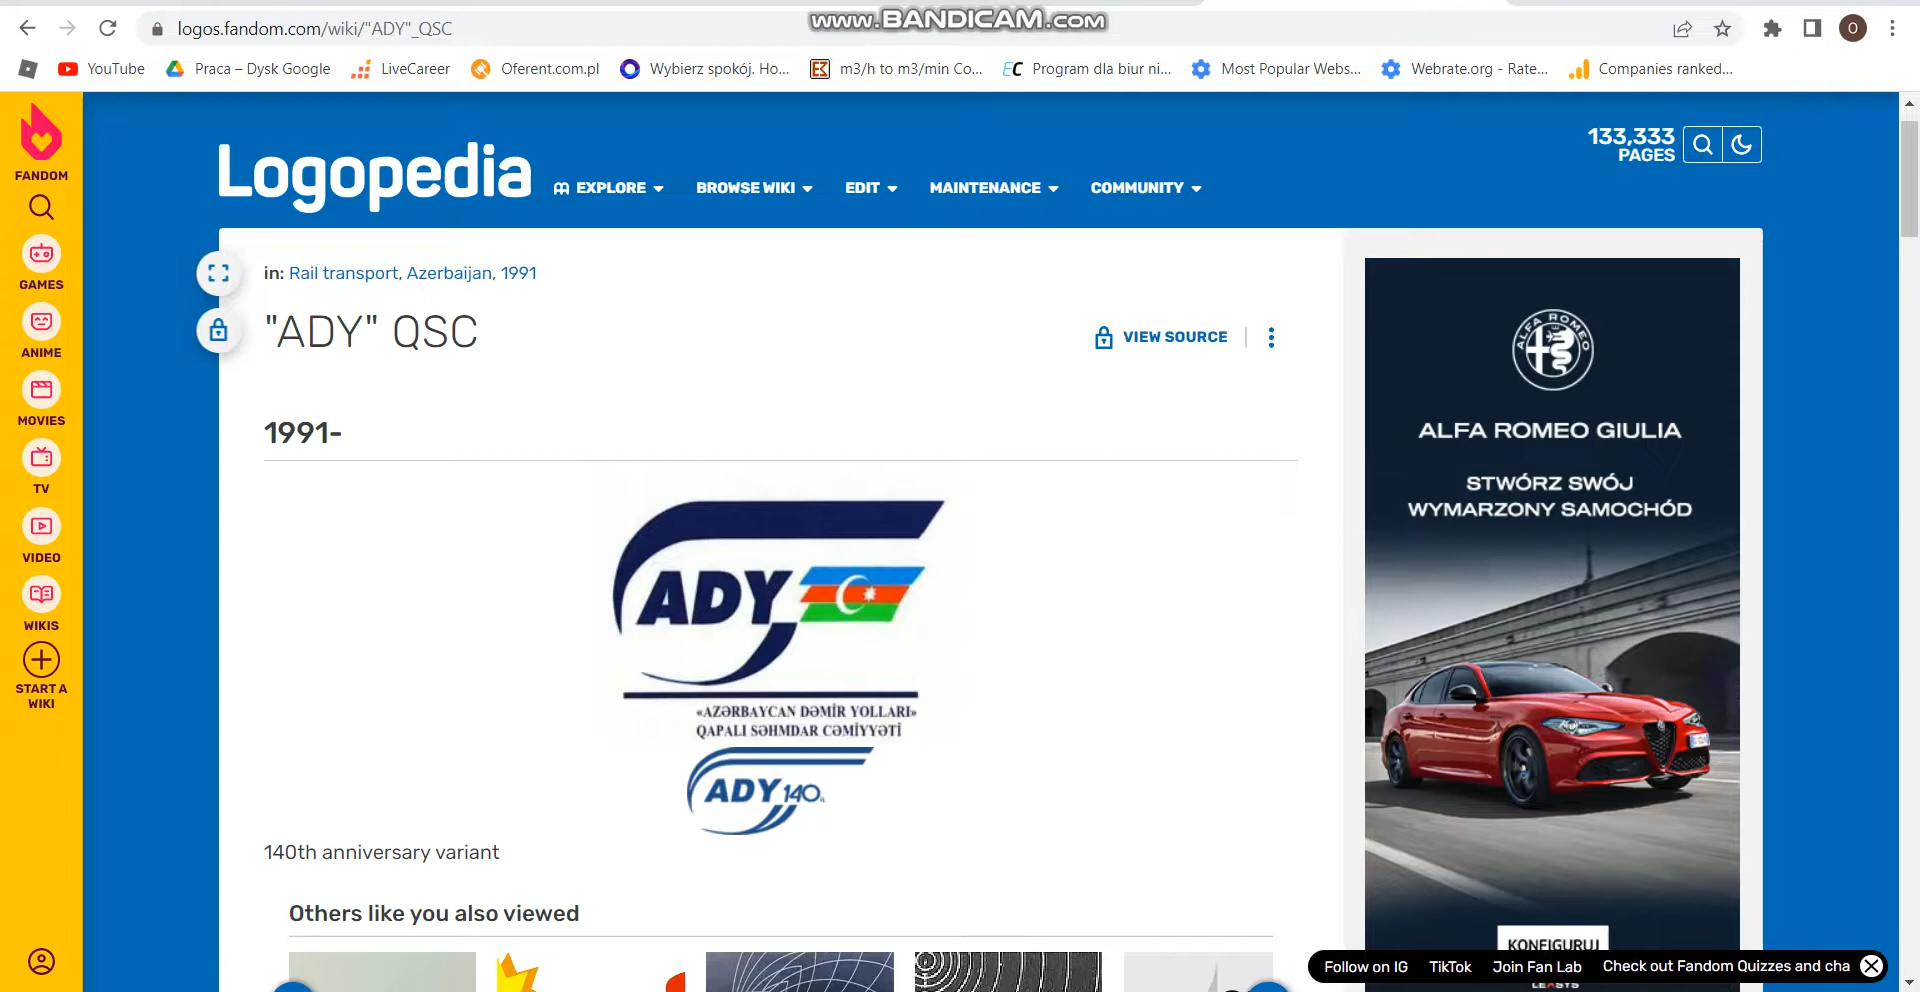 www.BANDICAM.com
logos.fandom.com/wiki/"ADY"_QSC
O
YouTube
Praca – Dysk Google
LiveCareer
Oferent.com.pl
Wybierz spokój. Ho...
m3/h to m3/min Co...
EC Program dla biur ni...
Most Popular Webs...
Webrate.org - Rate...
Companies ranked...
FANDOM
GAMES
ANIME
MOVIES
TV
VIDEO
WIKIS
START A
WIKI
Logopedia
EXPLORE
BROWSE WIKI
EDIT
MAINTENANCE
COMMUNITY
133,333
PAGES
in: Rail transport, Azerbaijan, 1991
"ADY" QSC
VIEW SOURCE
1991-
ADY
«AZƏRBAYCAN DƏMİR YOLLARI»
QAPALI SƏHMDAR CƏMİYYƏTİ
ADY 140
140th anniversary variant
Others like you also viewed
ALFA ROMEO
ALFA ROMEO GIULIA
STWÓRZ SWÓJ
WYMARZONY SAMOCHÓD
KONFIGURUJ
Follow on IG
TikTok
Join Fan Lab
Check out Fandom Quizzes and cha